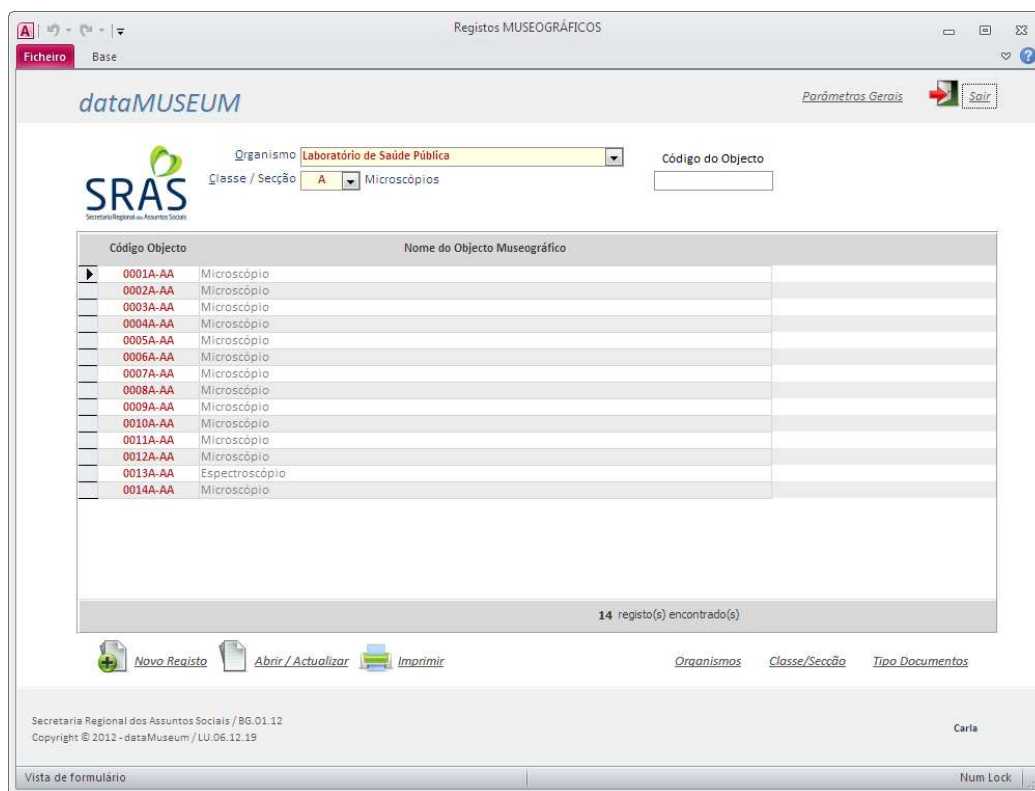 Registos MUSEOGRÁFICOS
Ficheiro Base
dataMUSEUM
Parâmetros Gerais Sair
SRAS
Secretaria Regional dos Assuntos Sociais
Organismo Laboratório de Saúde Pública
Classe / Secção A Microscópios
Código do Objecto
Código Objecto Nome do Objecto Museográfico
0001A-AA Microscópio
0002A-AA Microscópio
0003A-AA Microscópio
0004A-AA Microscópio
0005A-AA Microscópio
0006A-AA Microscópio
0007A-AA Microscópio
0008A-AA Microscópio
0009A-AA Microscópio
0010A-AA Microscópio
0011A-AA Microscópio
0012A-AA Microscópio
0013A-AA Espectroscópio
0014A-AA Microscópio
14 registo(s) encontrado(s)
Novo Registo Abrir / Actualizar Imprimir Organismos Classe/Secção Tipo Documentos
Secretaria Regional dos Assuntos Sociais / BG.01.12
Copyright © 2012 - dataMuseum / LU.06.12.19
Carla
Vista de formulário Num Lock